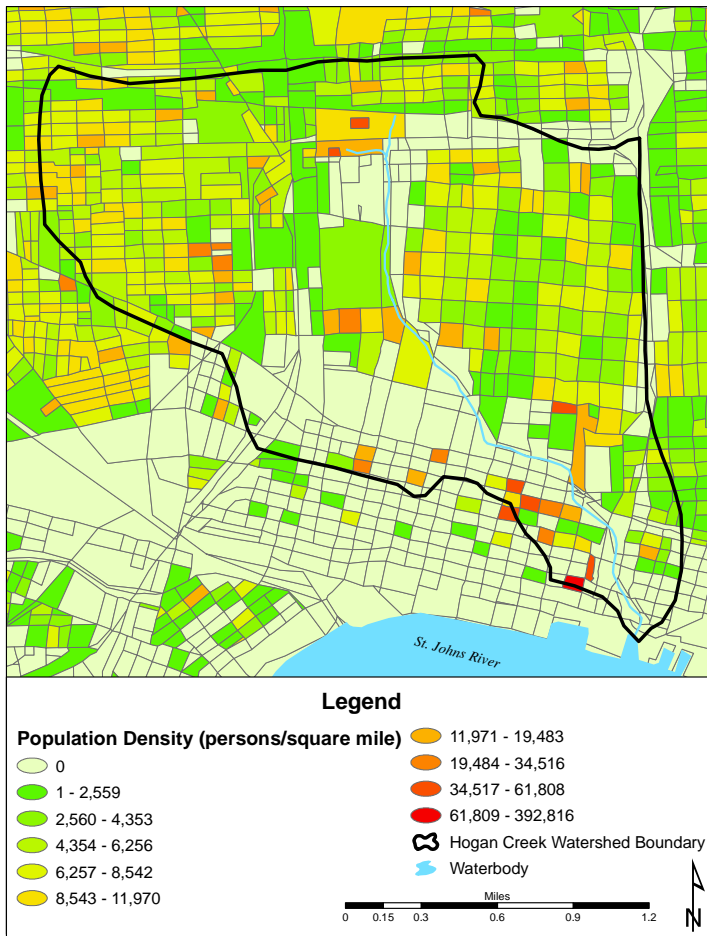 St. Johns River
Legend
Population Density (persons/square mile)
0
1 - 2,559
2,560 - 4,353
4,354 - 6,256
6,257 - 8,542
8,543 - 11,970
11,971 - 19,483
19,484 - 34,516
34,517 - 61,808
61,809 - 392,816
Hogan Creek Watershed Boundary
Waterbody
Miles
0 0.15 0.3 0.6 0.9 1.2
N